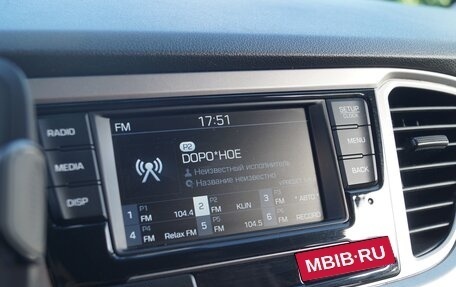 FM 17:51
RADIO
MEDIA
DISP
SETUP
CLOCK
MENU
BACK
P2
DOPO*HOE
Неизвестный исполнитель
Название неизвестно
1 P1 FM 104.4
2 P2 FM KLIN
3 P3 FM * АВТО
4 P4 FM Relax FM
5 P5 FM 104.5
6 FM RECORD
MBIB·RU